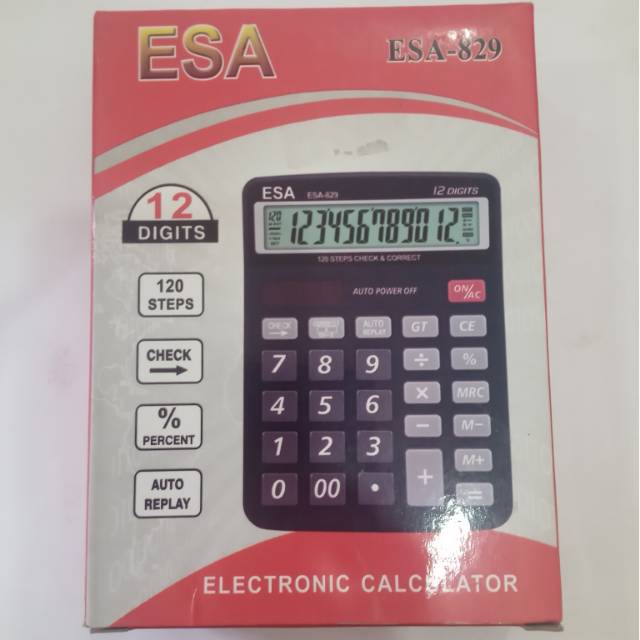 ESA
ESA-829
ESA ESA-829 12 DIGITS
120
123456789012.
120 STEPS CHECK & CORRECT
AUTO POWER OFF
ON/AC
CHECK → CORRECT AUTO REPLAY GT CE
7 8 9 ÷ %
4 5 6 × MRC
1 2 3 − M−
0 00 • + M+
12
DIGITS
120
STEPS
CHECK
→
%
PERCENT
AUTO
REPLAY
ELECTRONIC CALCULATOR